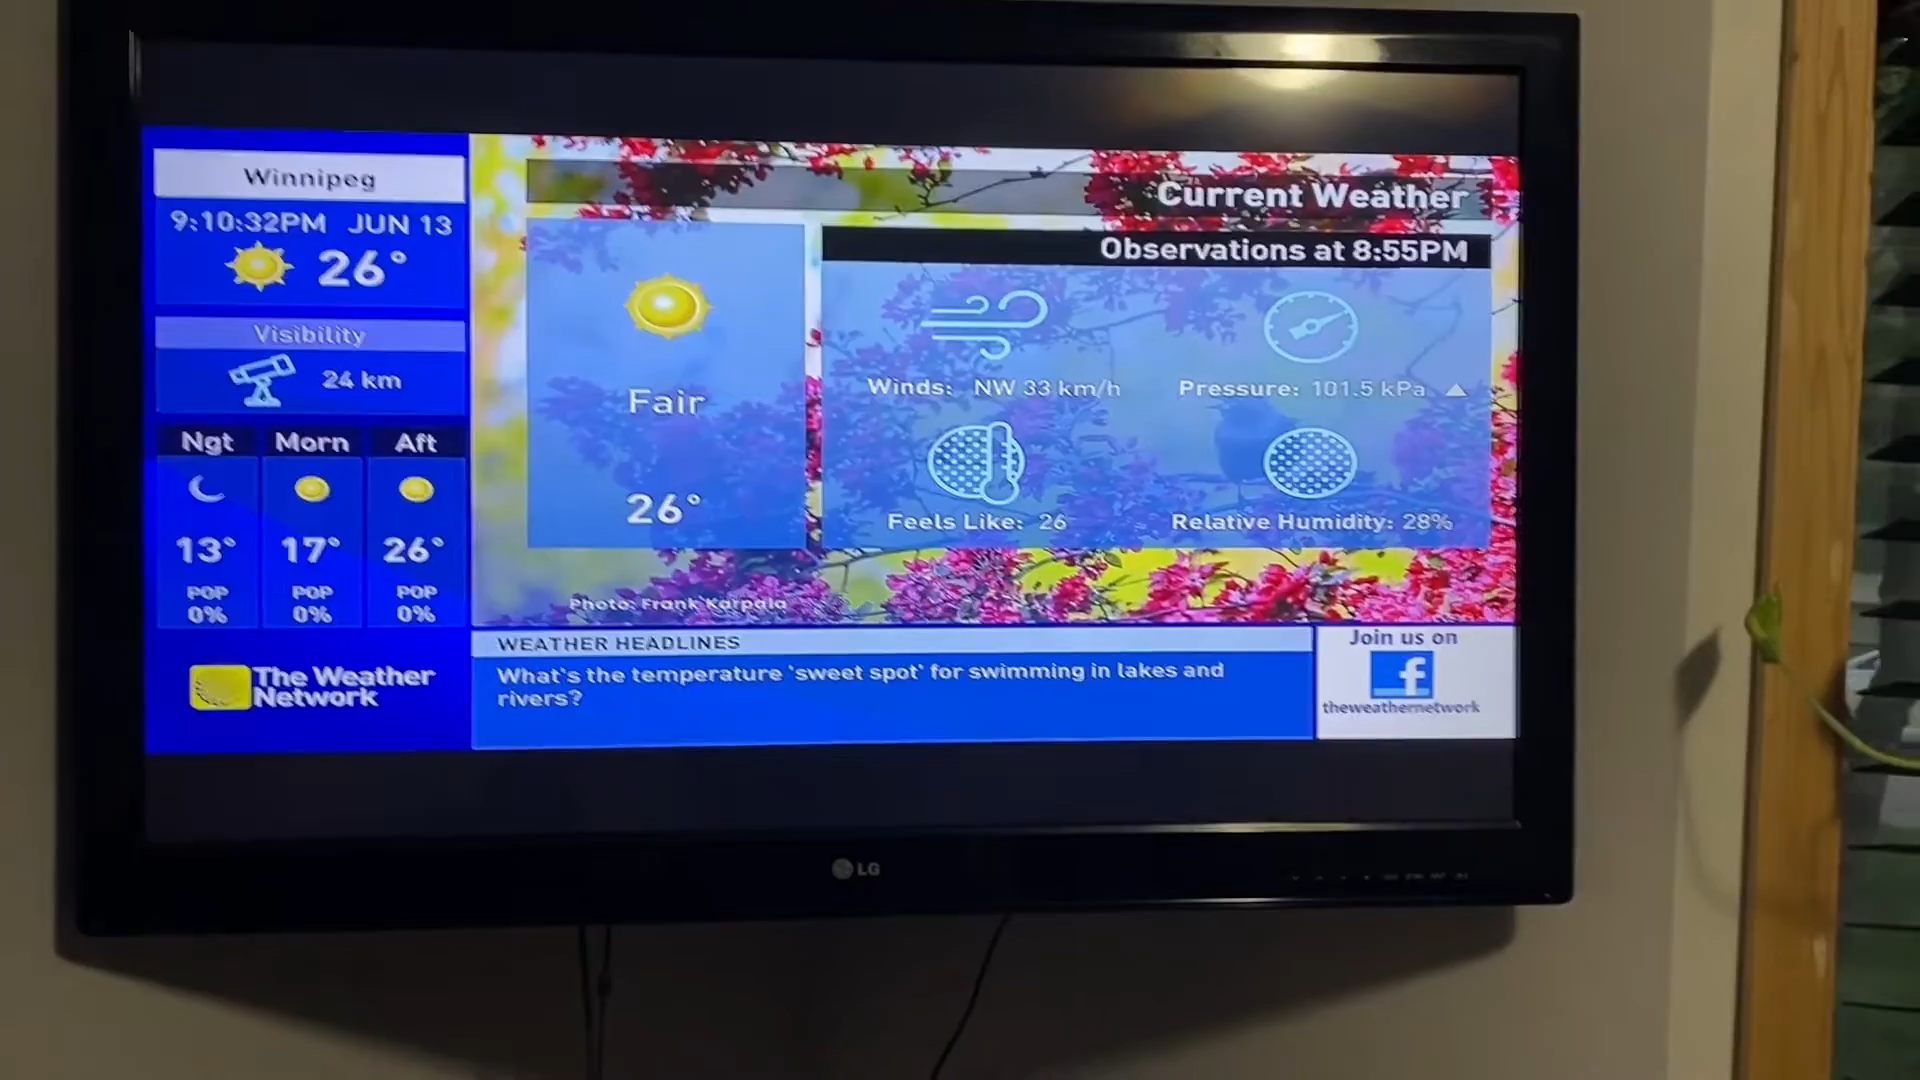 Winnipeg
9:10:32PM JUN 13
26°
Visibility
24 km
Ngt Morn Aft
13° 17° 26°
POP POP POP
0% 0% 0%
The Weather
Network
Current Weather
Observations at 8:55PM
Fair
26°
Winds: NW 33 km/h
Pressure: 101.5 kPa
Feels Like: 26
Relative Humidity: 28%
Photo: Frank Karpala
WEATHER HEADLINES
What's the temperature 'sweet spot' for swimming in lakes and
rivers?
Join us on
f
theweathernetwork
LG